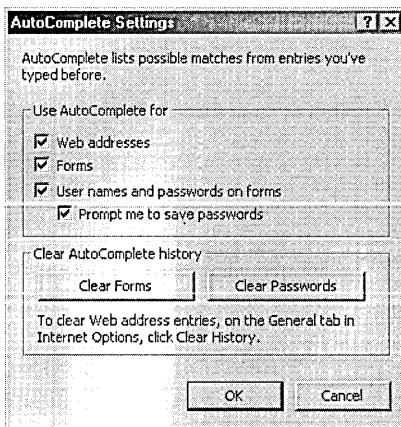 AutoComplete Settings
AutoComplete lists possible matches from entries you've
typed before.
Use AutoComplete for
Web addresses
Forms
User names and passwords on forms
Prompt me to save passwords
Clear AutoComplete history
Clear Forms
Clear Passwords
To clear Web address entries, on the General tab in
Internet Options, click Clear History.
OK
Cancel